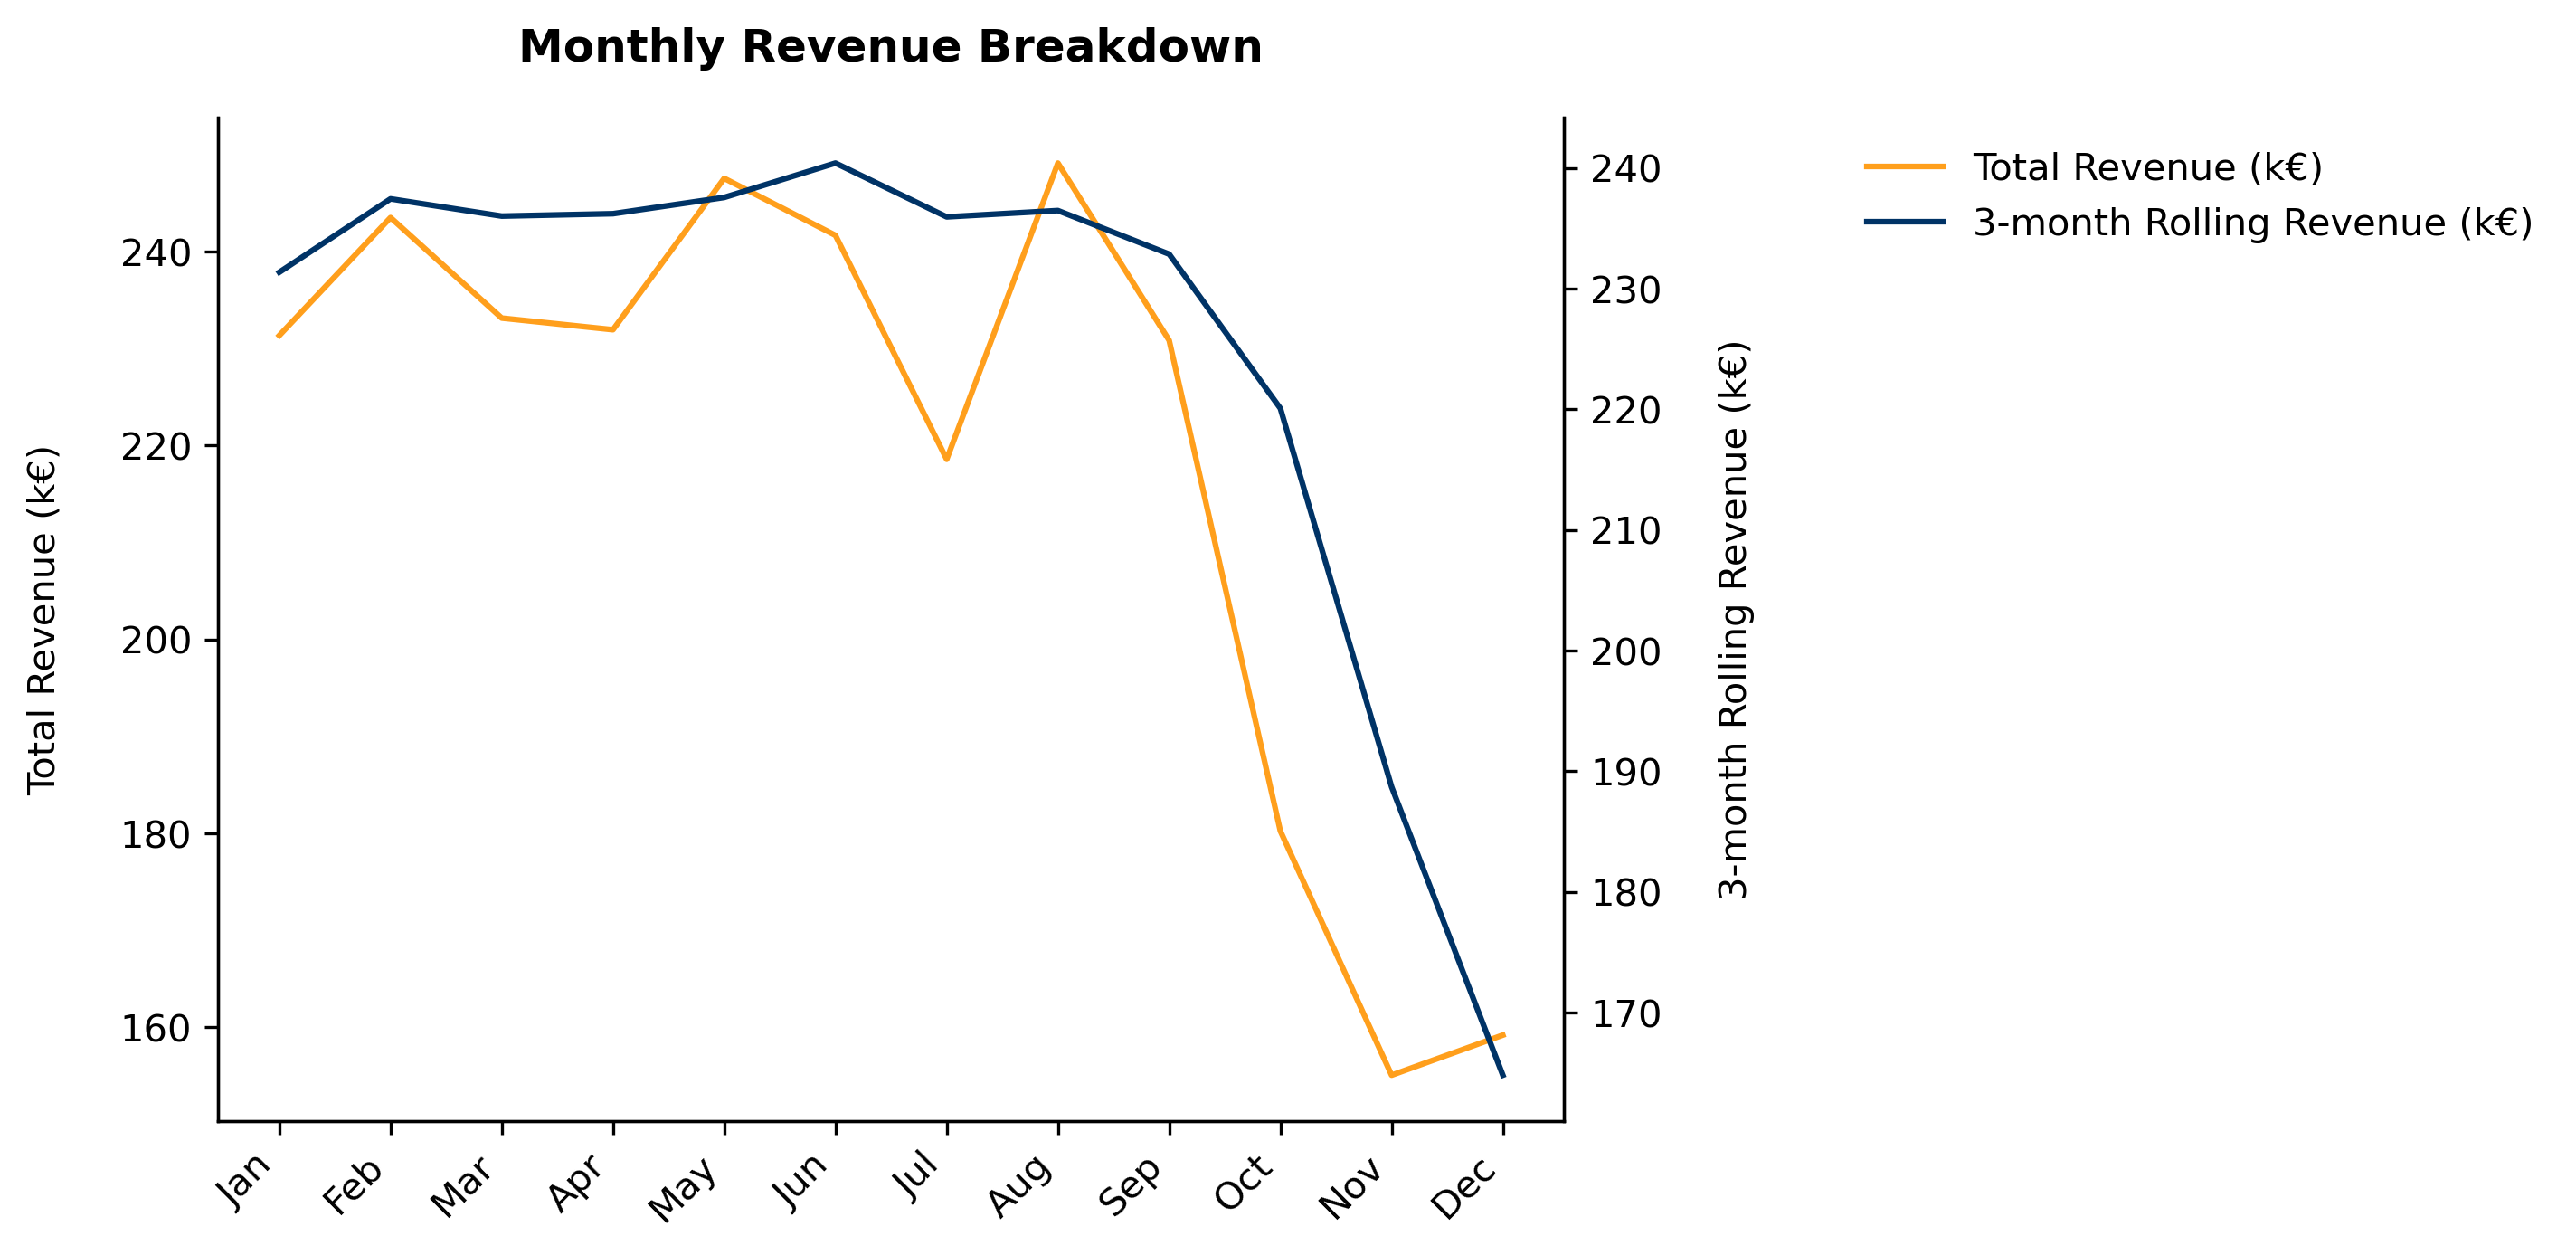 Monthly Revenue Breakdown
Total Revenue (k€)
3-month Rolling Revenue (k€)
Total Revenue (k€)
240
220
200
180
160
240
230
220
210
200
190
180
170
3-month Rolling Revenue (k€)
Jan
Feb
Mar
Apr
May
Jun
Jul
Aug
Sep
Oct
Nov
Dec